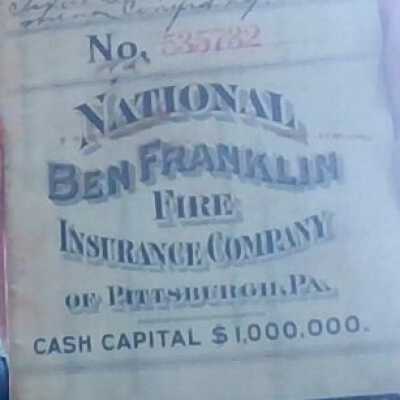 No. 535782
NATIONAL
BEN FRANKLIN
FIRE
INSURANCE COMPANY
OF PITTSBURGH, PA.
CASH CAPITAL $1,000,000.